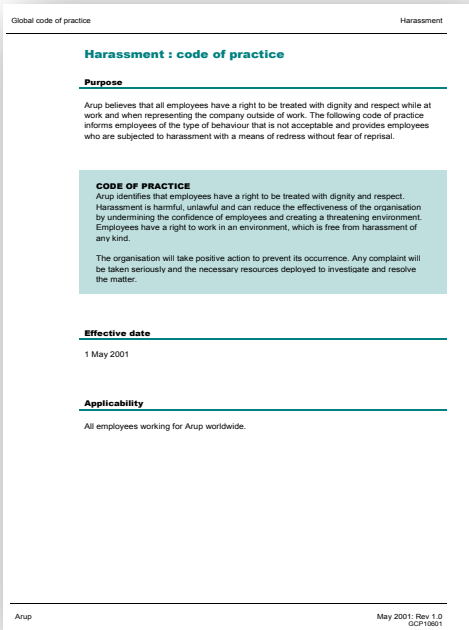 Global code of practice
Harassment
Harassment : code of practice
Purpose
Arup believes that all employees have a right to be treated with dignity and respect while at
work and when representing the company outside of work. The following code of practice
informs employees of the type of behaviour that is not acceptable and provides employees
who are subjected to harassment with a means of redress without fear of reprisal.
CODE OF PRACTICE
Arup identifies that employees have a right to be treated with dignity and respect.
Harassment is harmful, unlawful and can reduce the effectiveness of the organisation
by undermining the confidence of employees and creating a threatening environment.
Employees have a right to work in an environment, which is free from harassment of
any kind.
The organisation will take positive action to prevent its occurrence. Any complaint will
be taken seriously and the necessary resources deployed to investigate and resolve
the matter.
Effective date
1 May 2001
Applicability
All employees working for Arup worldwide.
Arup
May 2001: Rev 1.0
GCP10601